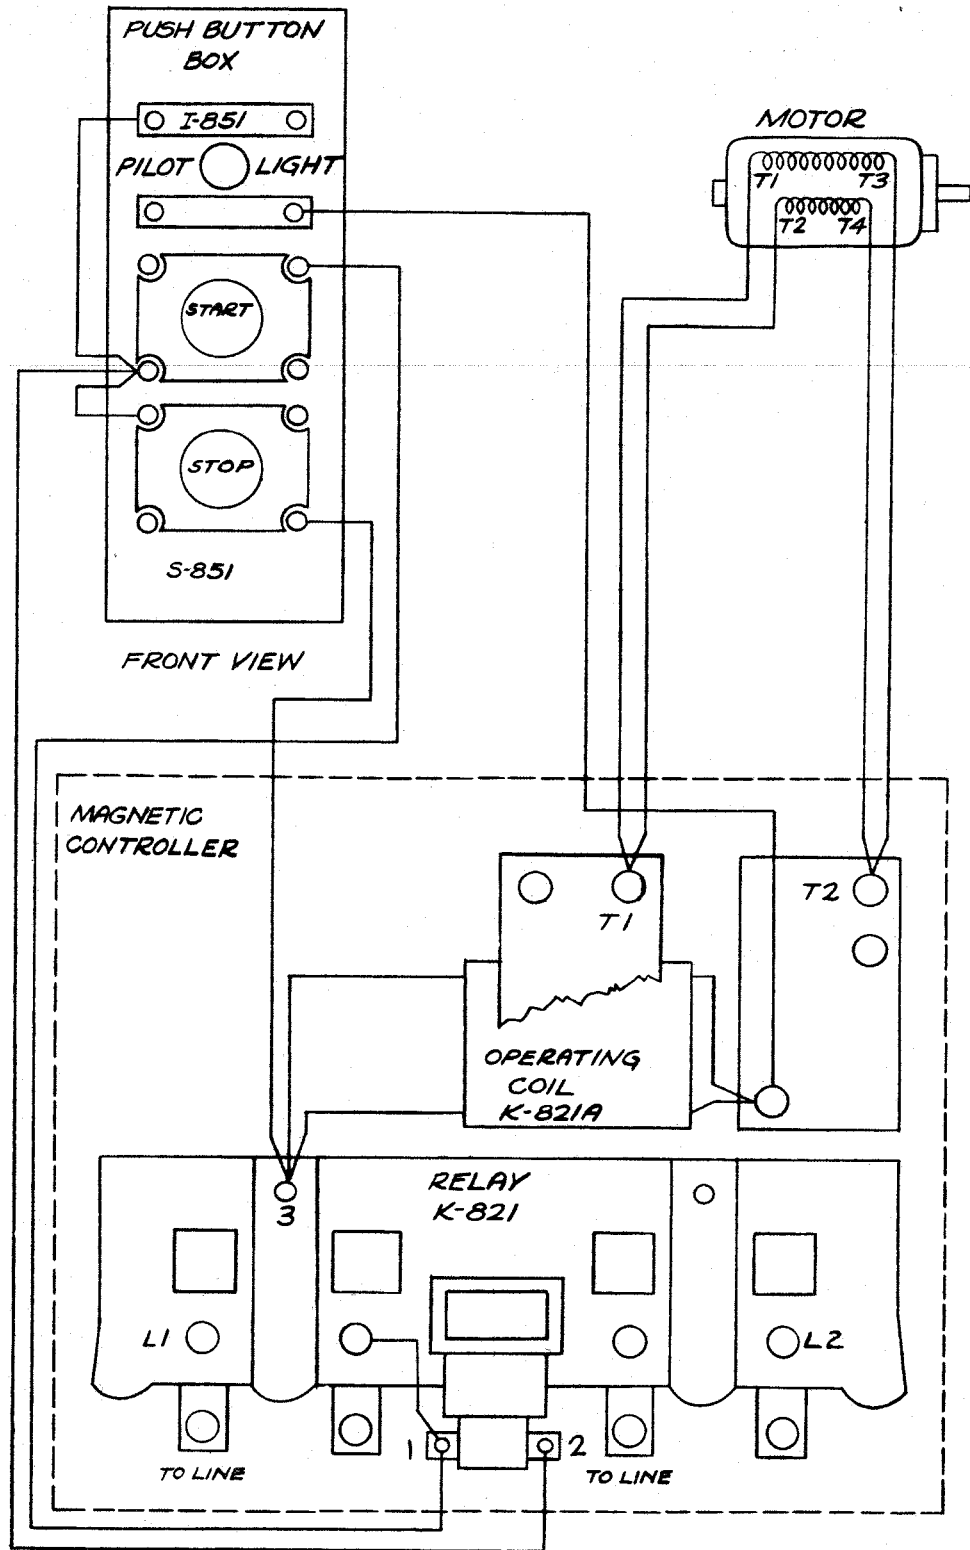 PUSH BUTTON
BOX
I-851
PILOT LIGHT
START
STOP
S-851
FRONT VIEW
MOTOR
T1 T3
T2 T4
MAGNETIC
CONTROLLER
T1
T2
OPERATING
COIL
K-821A
3
RELAY
K-821
L1
L2
1
2
TO LINE
TO LINE